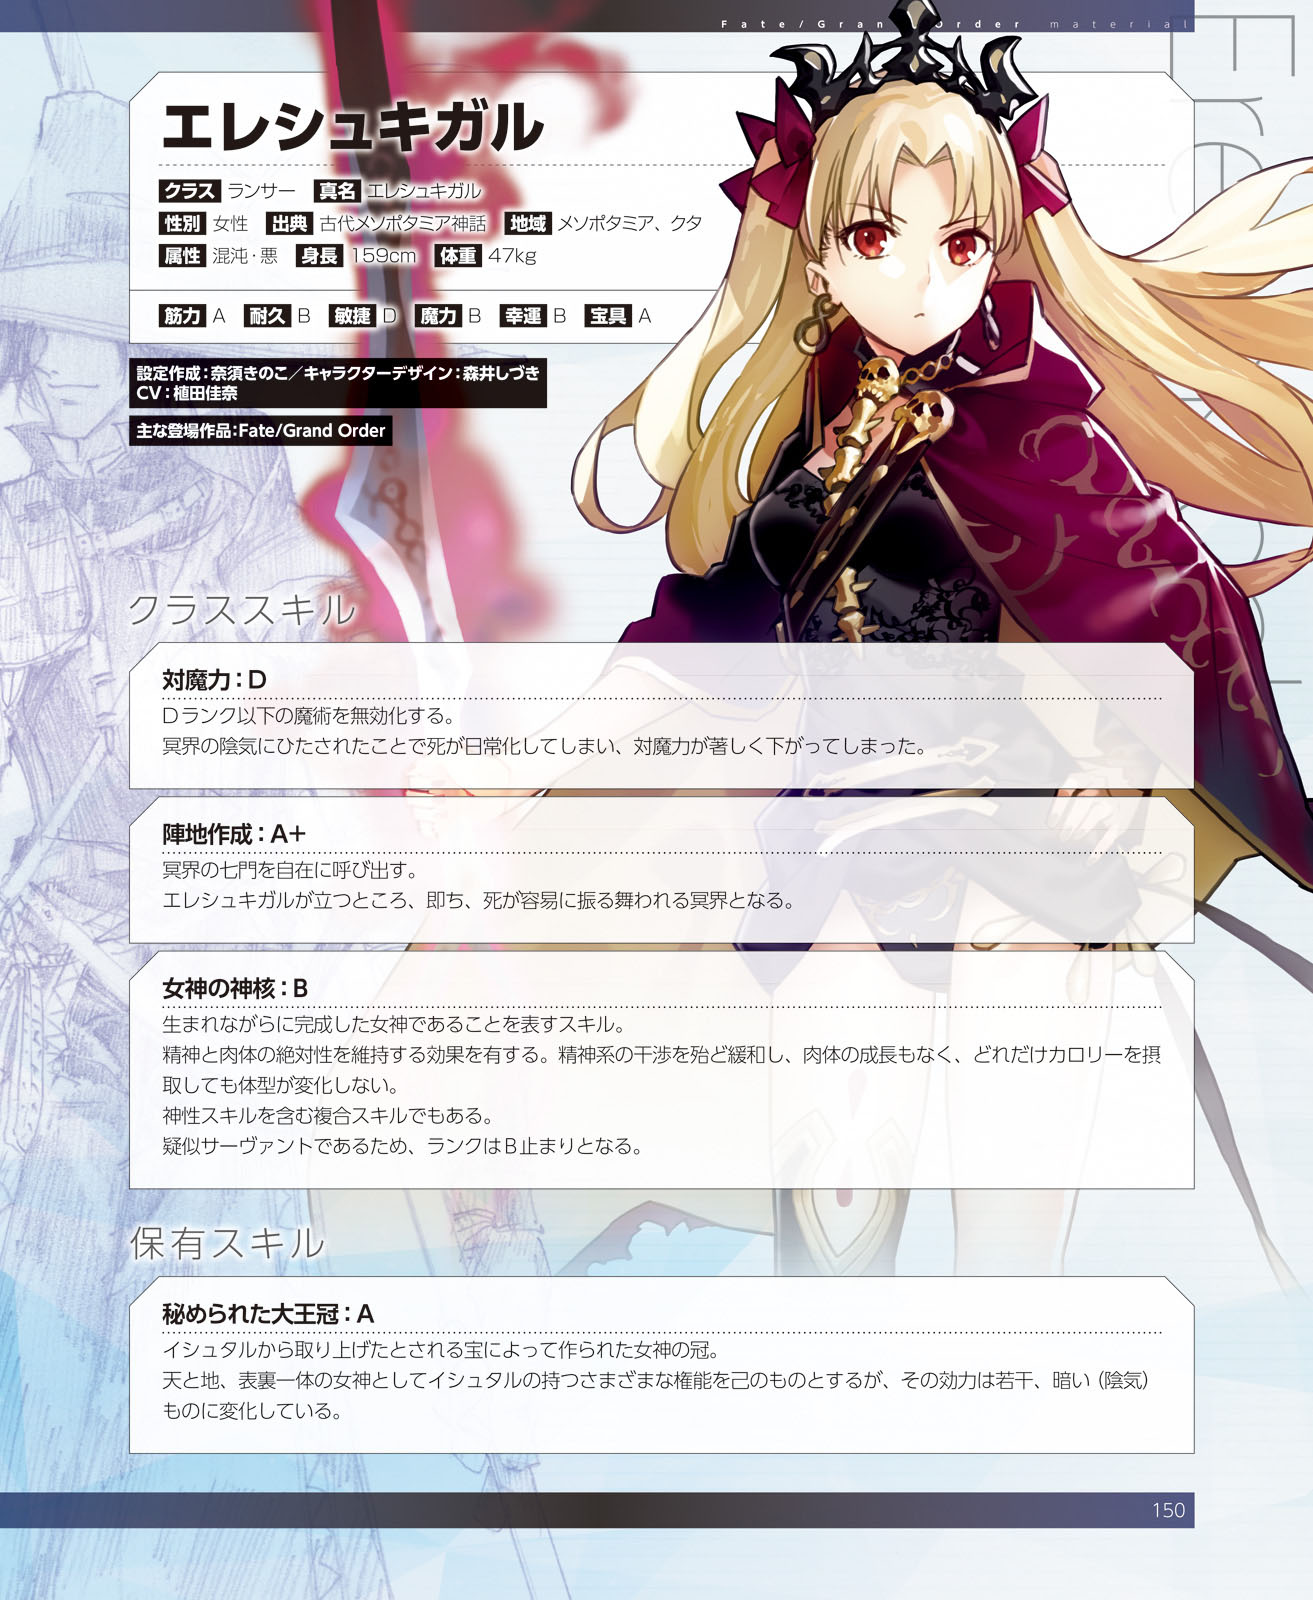 Fate/Grand Order material
エレシュキガル
クラス ランサー 真名 エレシュキガル
性別 女性 出典 古代メソポタミア神話 地域 メソポタミア、クタ
属性 混沌・悪 身長 159cm 体重 47kg
筋力 A 耐久 B 敏捷 D 魔力 B 幸運 B 宝具 A
設定作成：奈須きのこ／キャラクターデザイン：森井しづき
CV：植田佳奈
主な登場作品：Fate/Grand Order
クラススキル
対魔力：D
Dランク以下の魔術を無効化する。
冥界の陰気にひたされたことで死が日常化してしまい、対魔力が著しく下がってしまった。
陣地作成：A＋
冥界の七門を自在に呼び出す。
エレシュキガルが立つところ、即ち、死が容易に振る舞われる冥界となる。
女神の神核：B
生まれながらに完成した女神であることを表すスキル。
精神と肉体の絶対性を維持する効果を有する。精神系の干渉を殆ど緩和し、肉体の成長もなく、どれだけカロリーを摂
取しても体型が変化しない。
神性スキルを含む複合スキルでもある。
疑似サーヴァントであるため、ランクはB止まりとなる。
保有スキル
秘められた大王冠：A
イシュタルから取り上げたとされる宝によって作られた女神の冠。
天と地、表裏一体の女神としてイシュタルの持つさまざまな権能を己のものとするが、その効力は若干、暗い（陰気）
ものに変化している。
150